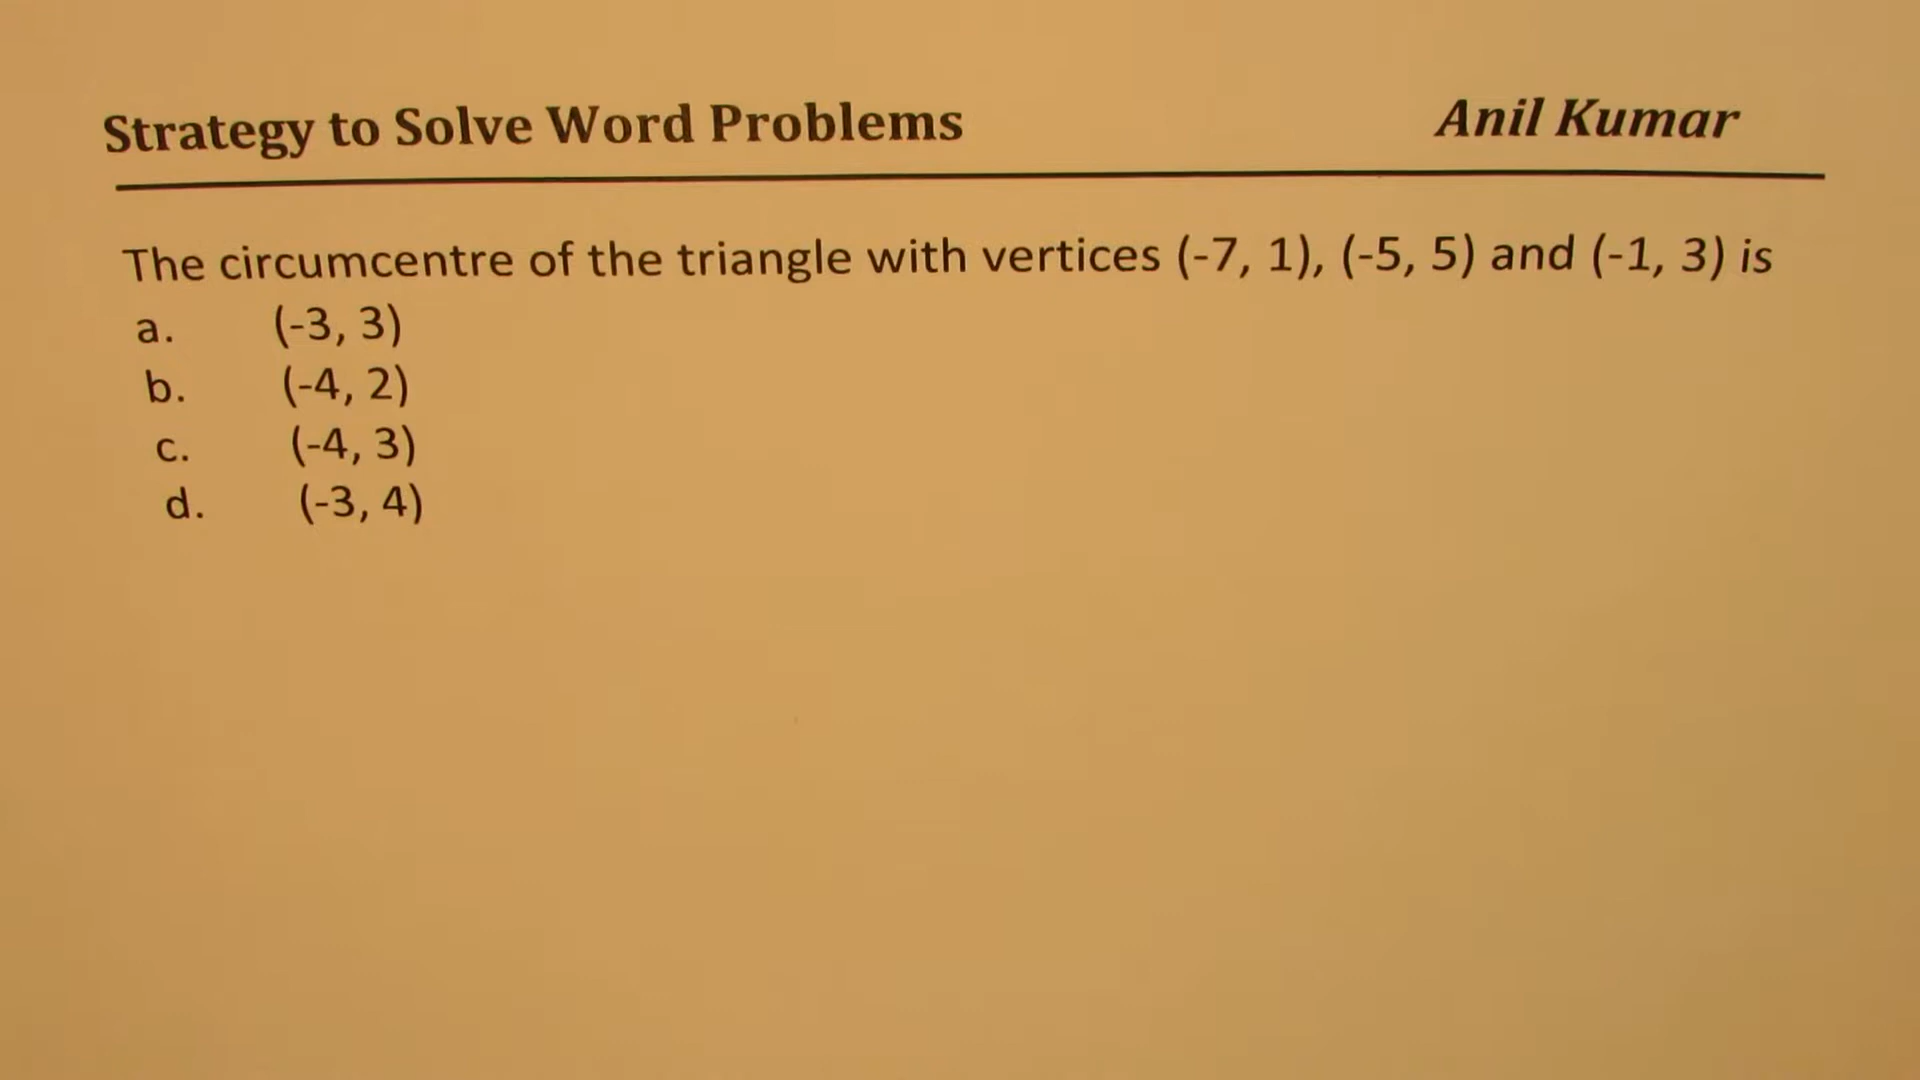 Strategy to Solve Word Problems Anil Kumar
The circumcentre of the triangle with vertices (-7, 1), (-5, 5) and (-1, 3) is
a. (-3, 3)
b. (-4, 2)
c. (-4, 3)
d. (-3, 4)